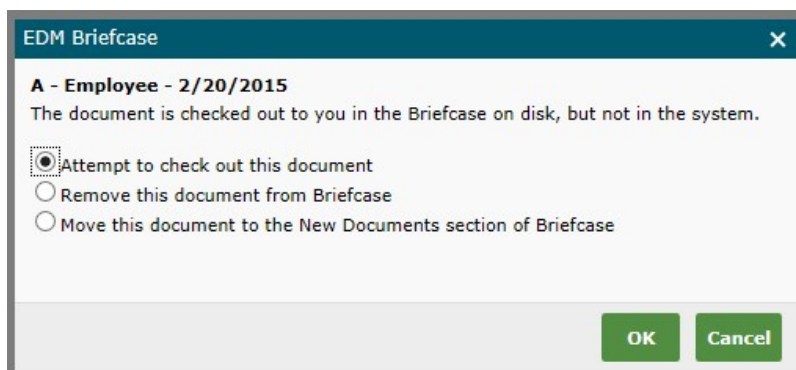 EDM Briefcase
A - Employee - 2/20/2015
The document is checked out to you in the Briefcase on disk, but not in the system.
Attempt to check out this document
Remove this document from Briefcase
Move this document to the New Documents section of Briefcase
OK Cancel